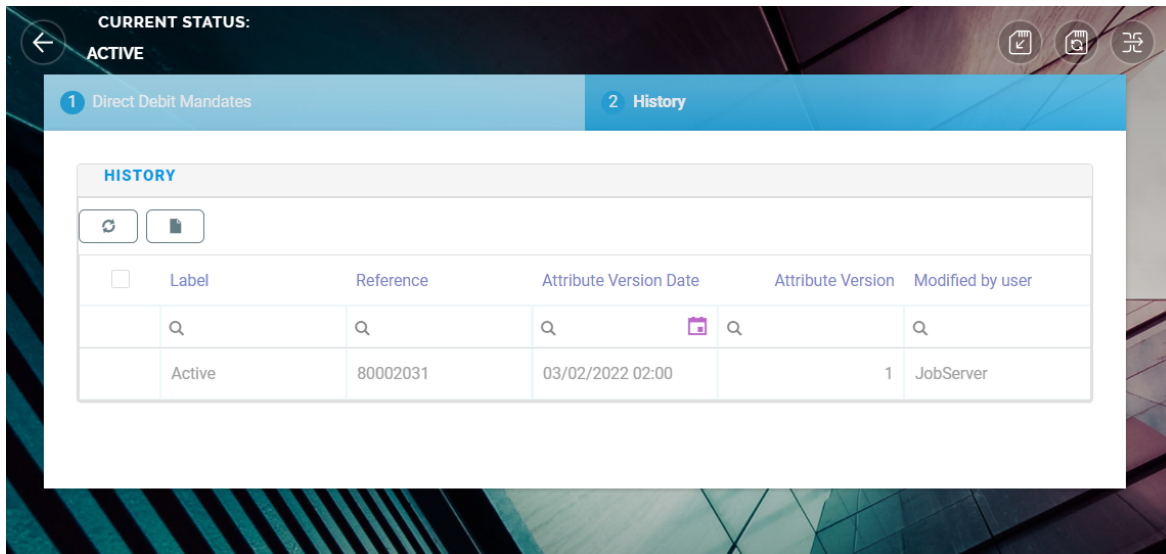 CURRENT STATUS:
ACTIVE
1 Direct Debit Mandates 2 History
HISTORY
Label Reference Attribute Version Date Attribute Version Modified by user
Active 80002031 03/02/2022 02:00 1 JobServer